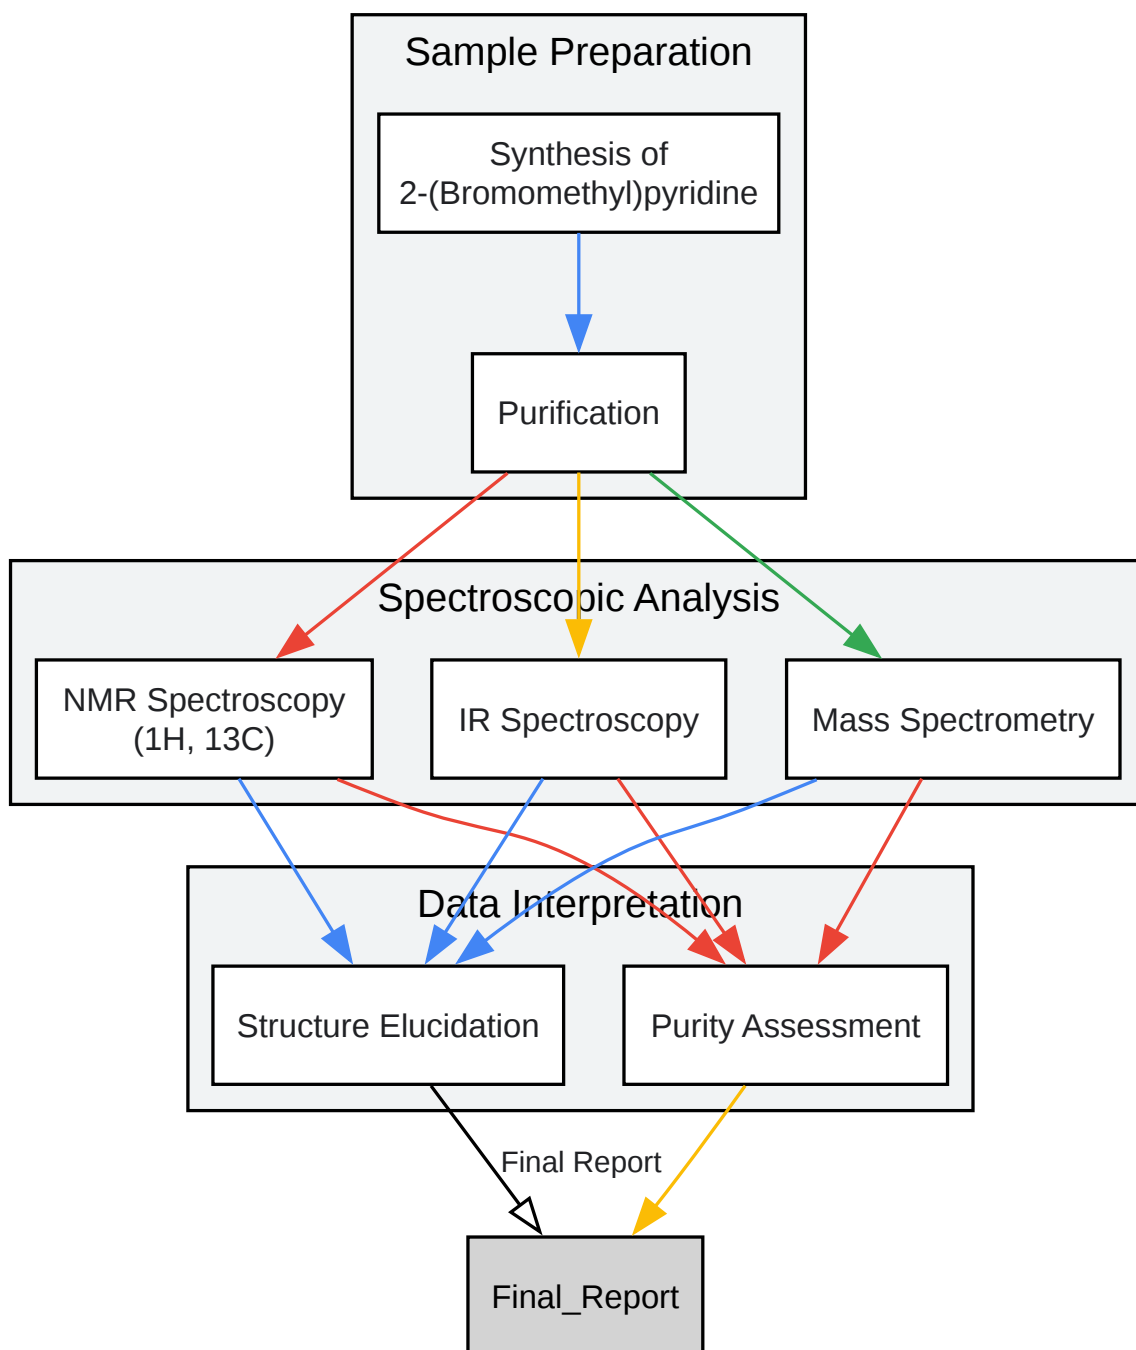 Sample Preparation
Synthesis of
2-(Bromomethyl)pyridine
Purification
Spectroscopic Analysis
NMR Spectroscopy
(1H, 13C)
IR Spectroscopy
Mass Spectrometry
Data Interpretation
Structure Elucidation
Purity Assessment
Final Report
Final_Report